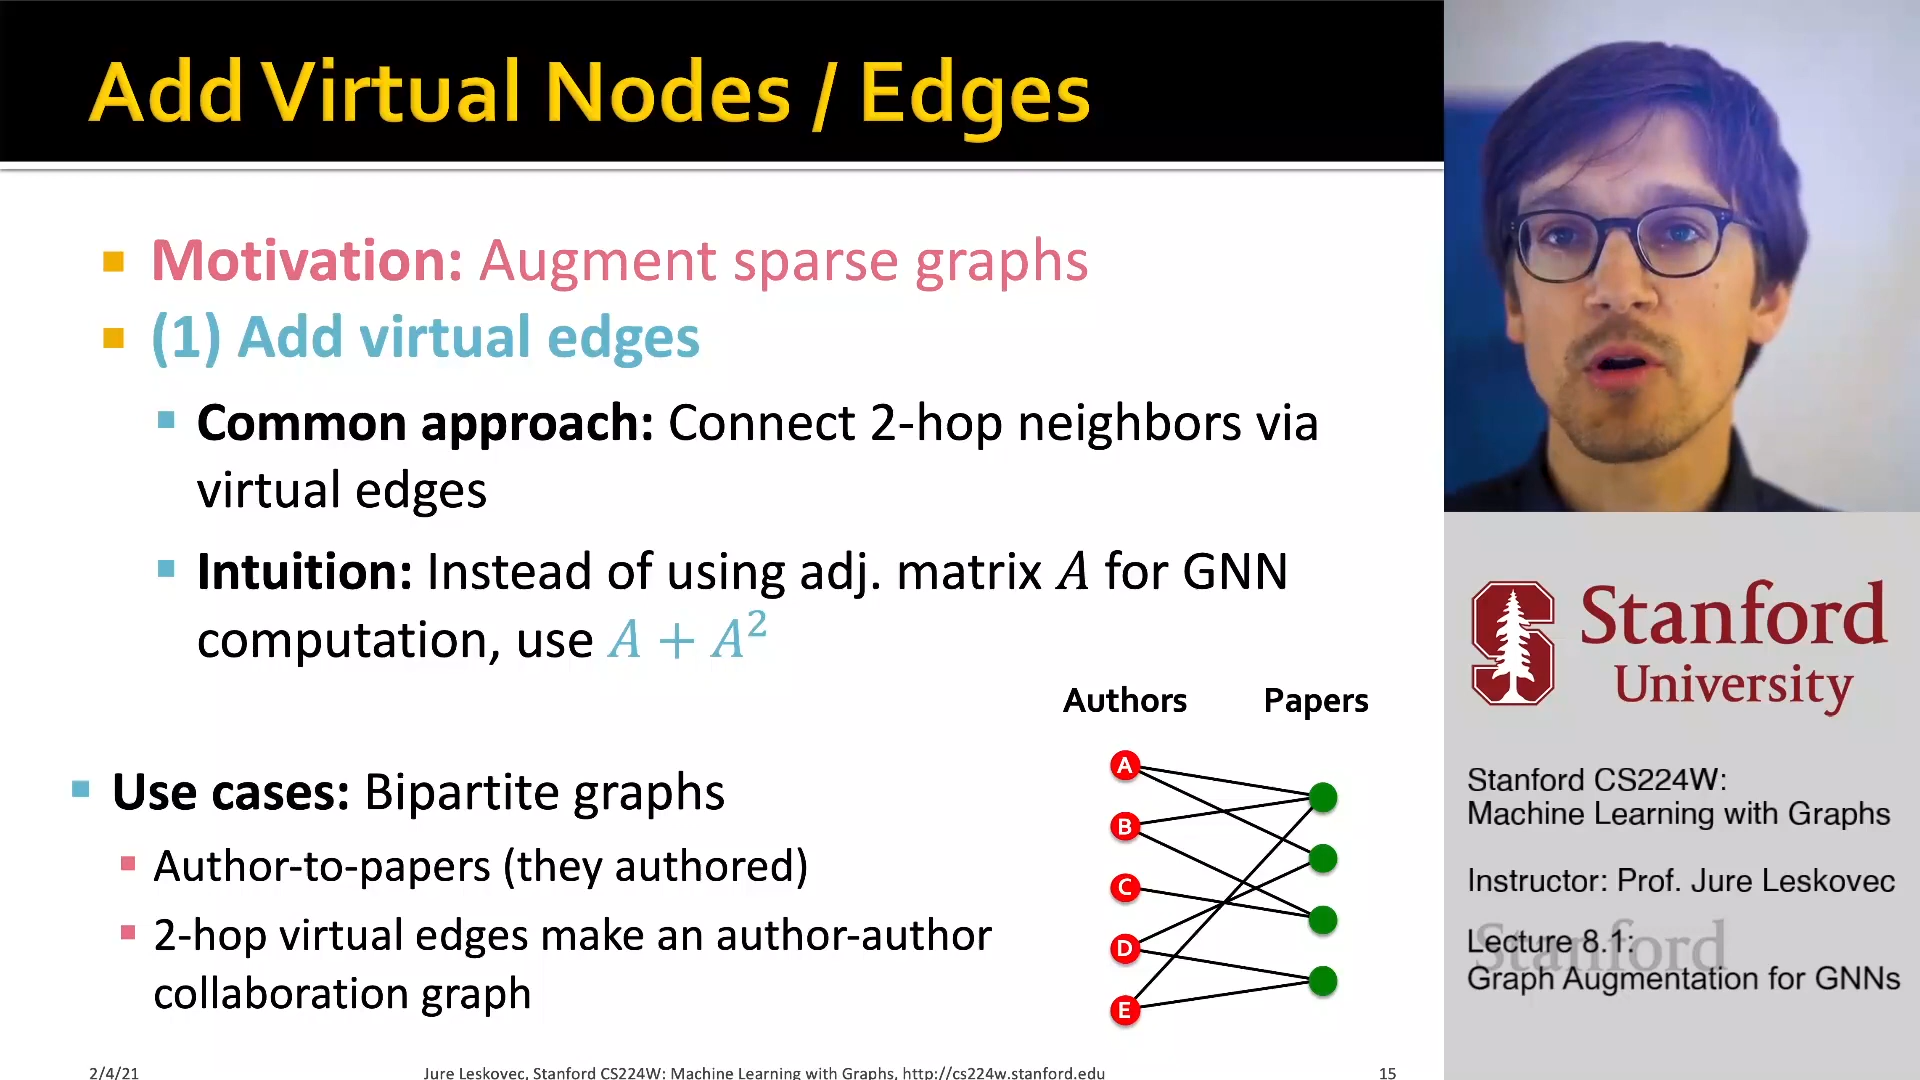 Add Virtual Nodes / Edges
Motivation: Augment sparse graphs
(1) Add virtual edges
Common approach: Connect 2-hop neighbors via
virtual edges
Intuition: Instead of using adj. matrix A for GNN
computation, use A + A²
Use cases: Bipartite graphs
Author-to-papers (they authored)
2-hop virtual edges make an author-author
collaboration graph
Authors Papers
A
B
C
D
E
2/4/21 Jure Leskovec, Stanford CS224W: Machine Learning with Graphs, http://cs224w.stanford.edu 15
S
Stanford
University
Stanford CS224W:
Machine Learning with Graphs
Instructor: Prof. Jure Leskovec
Stanford
Lecture 8.1:
Graph Augmentation for GNNs